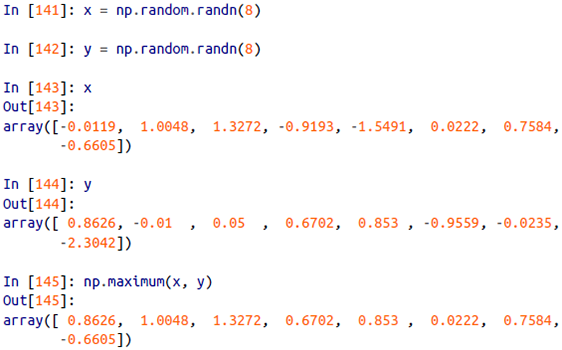 In [141]: x = np.random.randn(8)
In [142]: y = np.random.randn(8)
In [143]: x
Out[143]:
array([-0.0119,  1.0048,  1.3272, -0.9193, -1.5491,  0.0222,  0.7584,
       -0.6605])
In [144]: y
Out[144]:
array([ 0.8626, -0.01  ,  0.05  ,  0.6702,  0.853 , -0.9559, -0.0235,
       -2.3042])
In [145]: np.maximum(x, y)
Out[145]:
array([ 0.8626,  1.0048,  1.3272,  0.6702,  0.853 ,  0.0222,  0.7584,
       -0.6605])